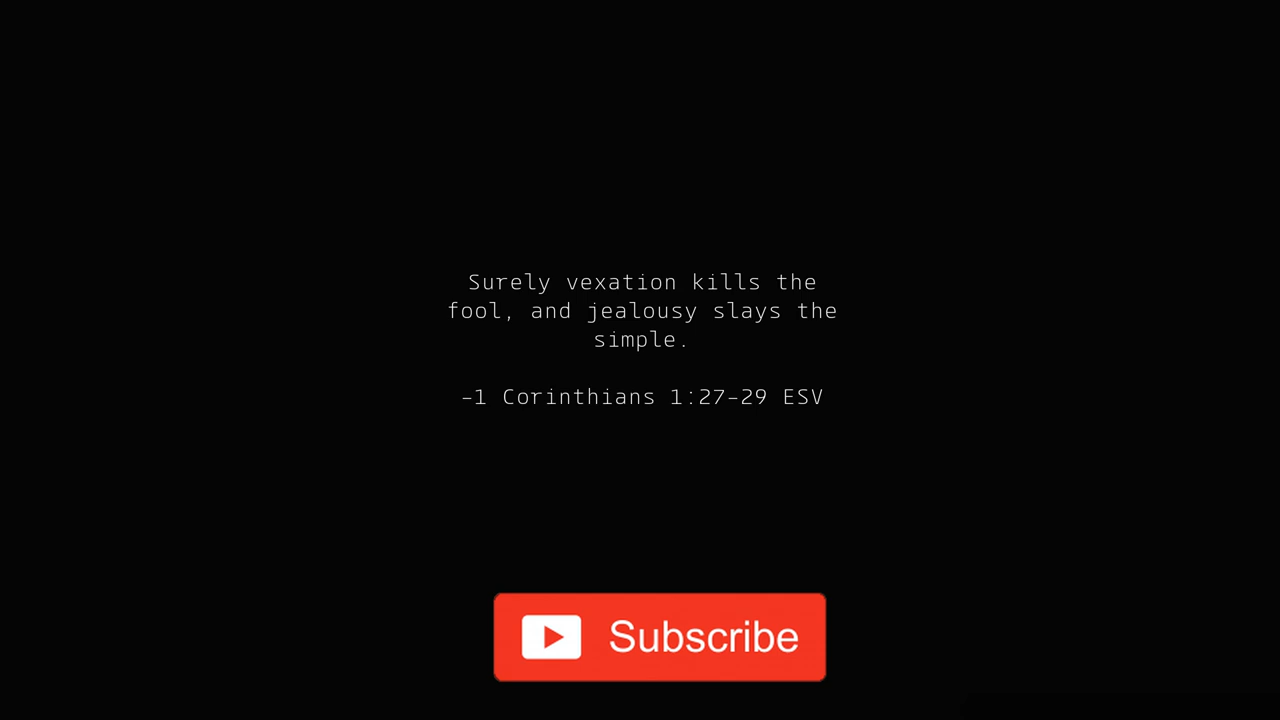 Surely vexation kills the
fool, and jealousy slays the
simple.
–1 Corinthians 1:27–29 ESV
Subscribe